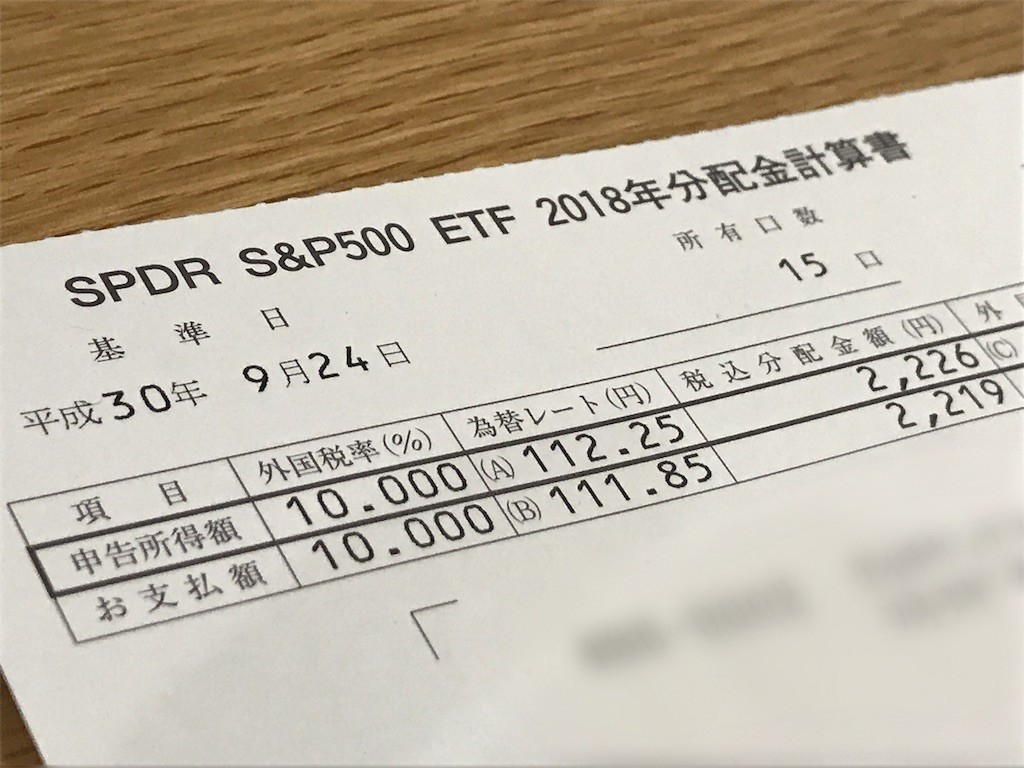 SPDR S&P500 ETF 2018年分配金計算書
基準日
所有口数
平成30年 9月24日
15 口
項目 外国税率(%) 為替レート(円) 税込分配金額(円) 外
申告所得額 10.000 (A) 112.25 2,226 (C)
お支払額 10.000 (B) 111.85 2,219